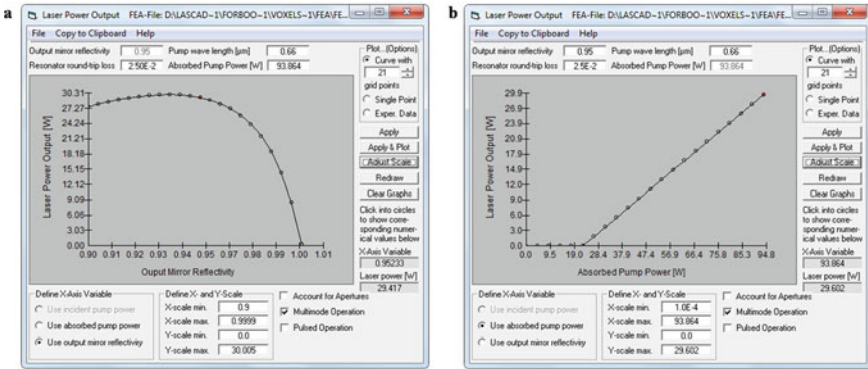 a
Laser Power Output FEA-File: D:\LASCAD~1\FORBOO~1\VOXELS~1\FEA\FE...
File Copy to Clipboard Help
Output mirror reflectivity 0.95 Pump wave length [µm] 0.66
Resonator round-trip loss 2.50E-2 Absorbed Pump Power [W] 93.864
Plot...(Options)
Curve with
21
grid points
Single Point
Exper. Data
Apply
Apply & Plot
Adjust Scale
Redraw
Clear Graphs
Click into circles
to show corre-
sponding numer-
ical values below
X-Axis Variable
0.95233
Laser power [W]
29.417
Laser Power Output [W]
30.31
27.27
24.24
21.21
18.18
15.15
12.12
9.09
6.06
3.03
0.00
0.90 0.91 0.92 0.93 0.94 0.95 0.96 0.97 0.98 0.99 1.00 1.01
Ouput Mirror Reflectivity
Define X-Axis Variable
Use incident pump power
Use absorbed pump power
Use output mirror reflectiviy
Define X- and Y-Scale
X-scale min. 0.9
X-scale max. 0.9999
Y-scale min. 0.0
Y-scale max. 30.005
Account for Apertures
Multimode Operation
Pulsed Operation
b
Laser Power Output FEA-File: D:\LASCAD~1\FORBOO~1\VOXELS~1\FEA\FE...
File Copy to Clipboard Help
Output mirror reflectivity 0.95 Pump wave length [µm] 0.66
Resonator round-trip loss 2.5E-2 Absorbed Pump Power [W] 93.864
Plot...(Options)
Curve with
21
grid points
Single Point
Exper. Data
Apply
Apply & Plot
Adjust Scale
Redraw
Clear Graphs
Click into circles
to show corre-
sponding numer-
ical values below
X-Axis Variable
93.864
Laser power [W]
29.602
Laser Power Output [W]
29.9
26.9
23.9
20.9
17.9
14.9
12.0
9.0
6.0
3.0
0.0
0.0 9.5 19.0 28.4 37.9 47.4 56.9 66.4 75.8 85.3 94.8
Absorbed Pump Power [W]
Define X-Axis Variable
Use incident pump power
Use absorbed pump power
Use output mirror reflectiviy
Define X- and Y-Scale
X-scale min. 1.0E-4
X-scale max. 93.864
Y-scale min. 0.0
Y-scale max. 29.602
Account for Apertures
Multimode Operation
Pulsed Operation